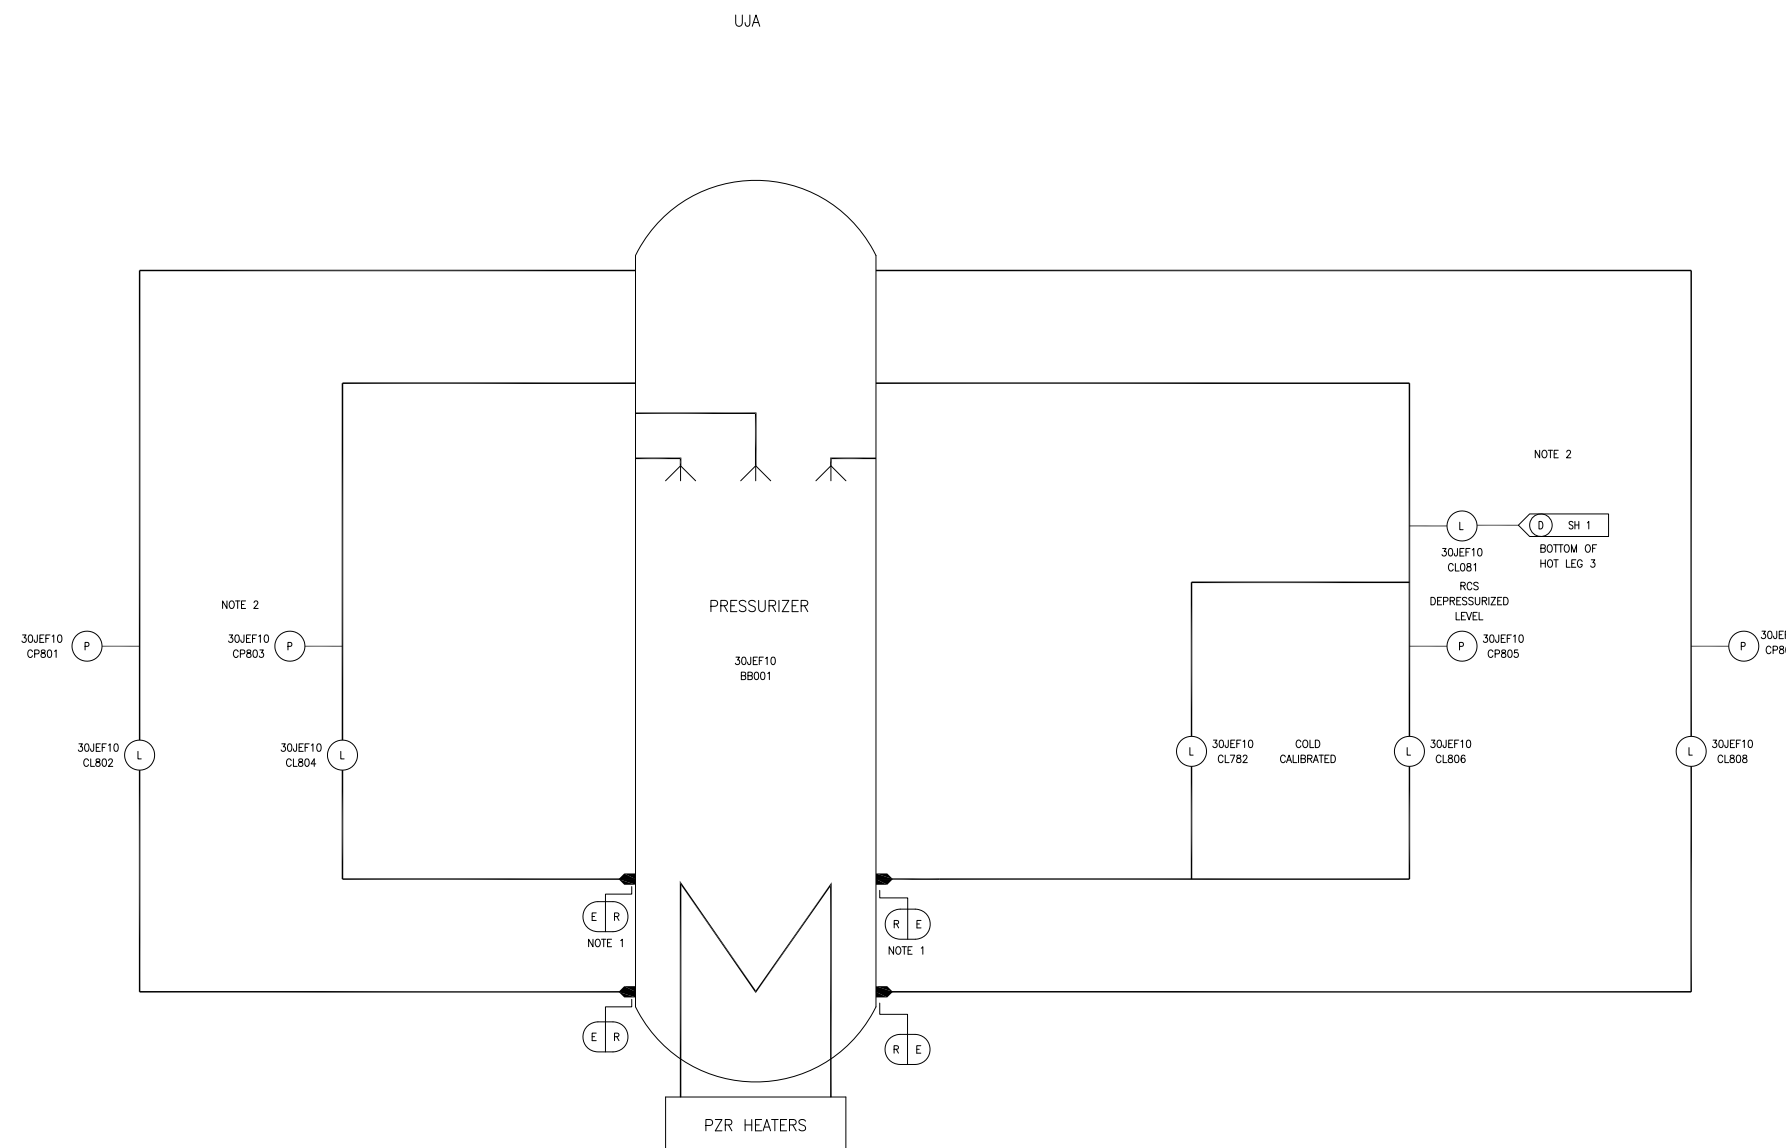 UJA
NOTE 2
L
D
SH 1
30JEF10
CL081
BOTTOM OF
HOT LEG 3
RCS
DEPRESSURIZED
LEVEL
NOTE 2
PRESSURIZER
30JEF10
CP801
P
30JEF10
CP803
P
P
30JEF10
CP805
P
30JEF
CP80
30JEF10
BB001
30JEF10
CL802
L
30JEF10
CL804
L
L
30JEF10
CL782
COLD
CALIBRATED
L
30JEF10
CL806
L
30JEF10
CL808
E R
NOTE 1
R E
NOTE 1
E R
R E
PZR HEATERS